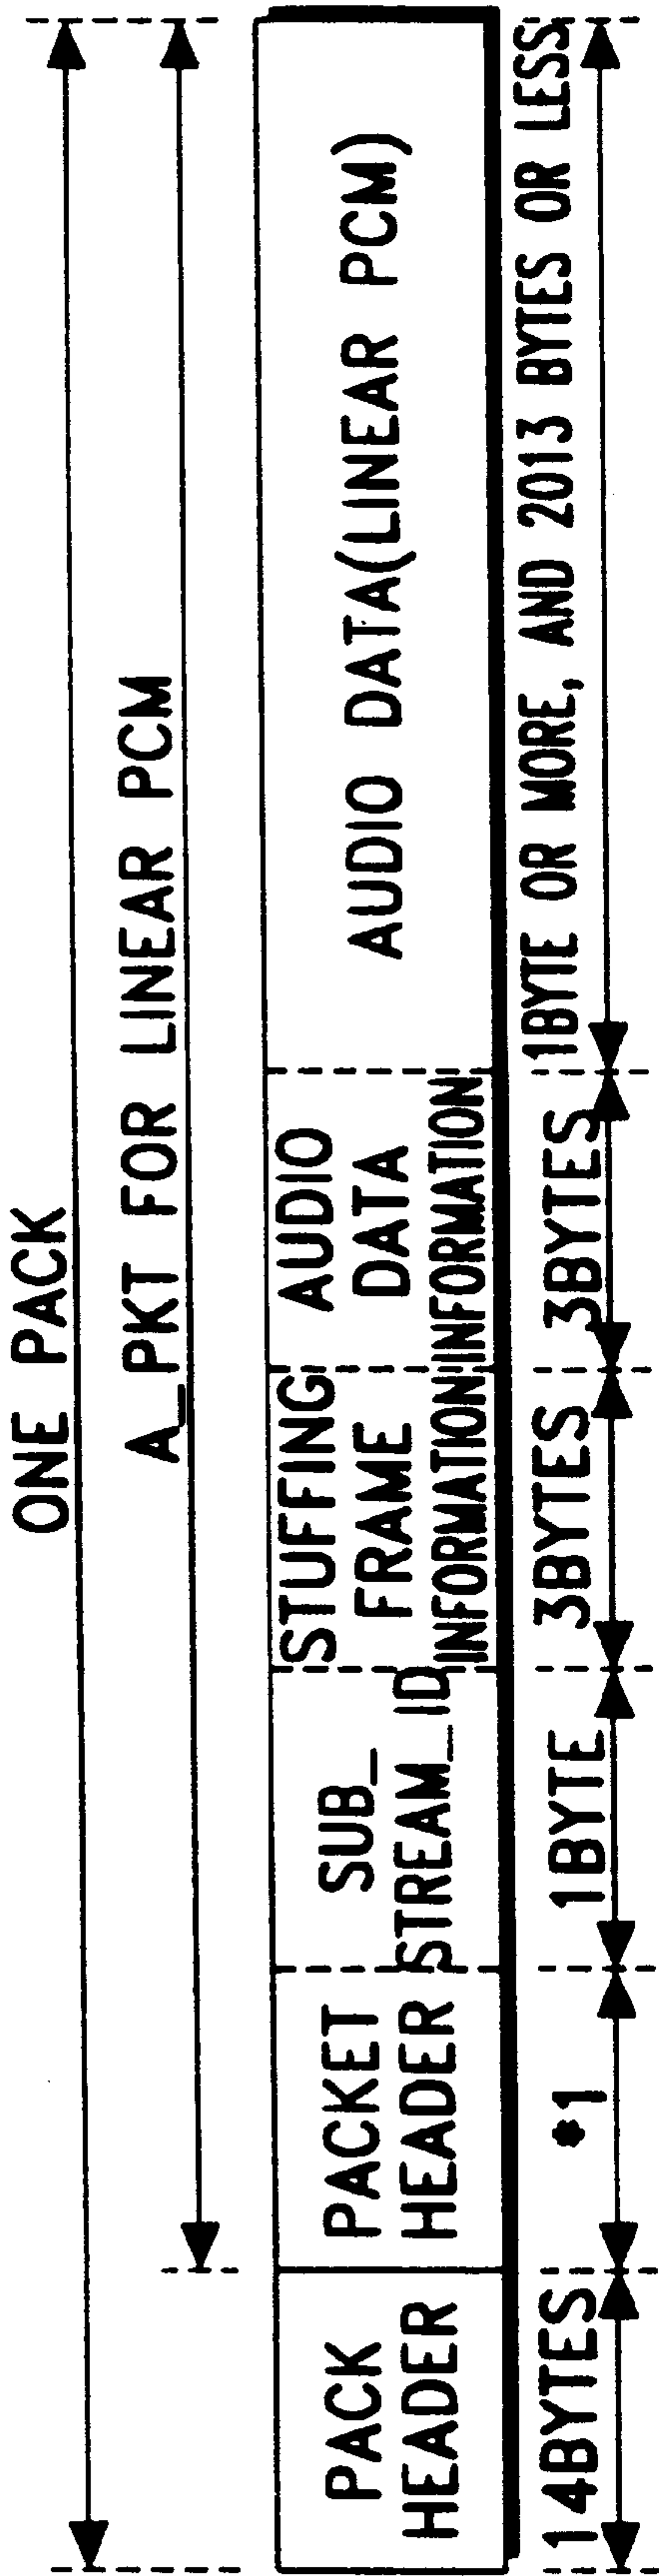 ONE PACK
A_PKT FOR LINEAR PCM
PACK
HEADER
PACKET
HEADER
SUB_
STREAM_ID
STUFFING
FRAME
INFORMATION
AUDIO
DATA
INFORMATION
AUDIO DATA(LINEAR PCM)
14BYTES
*1
1BYTE
3BYTES
3BYTES
1BYTE OR MORE, AND 2013 BYTES OR LESS